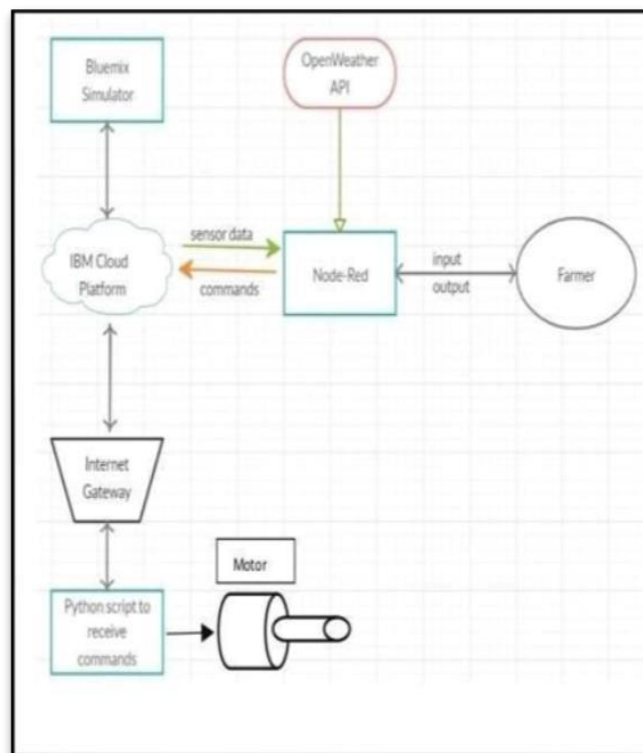 Bluemix
Simulator
OpenWeather
API
IBM Cloud
Platform
sensor data
commands
Node-Red
input
output
Farmer
Internet
Gateway
Motor
Python script to
receive
commands